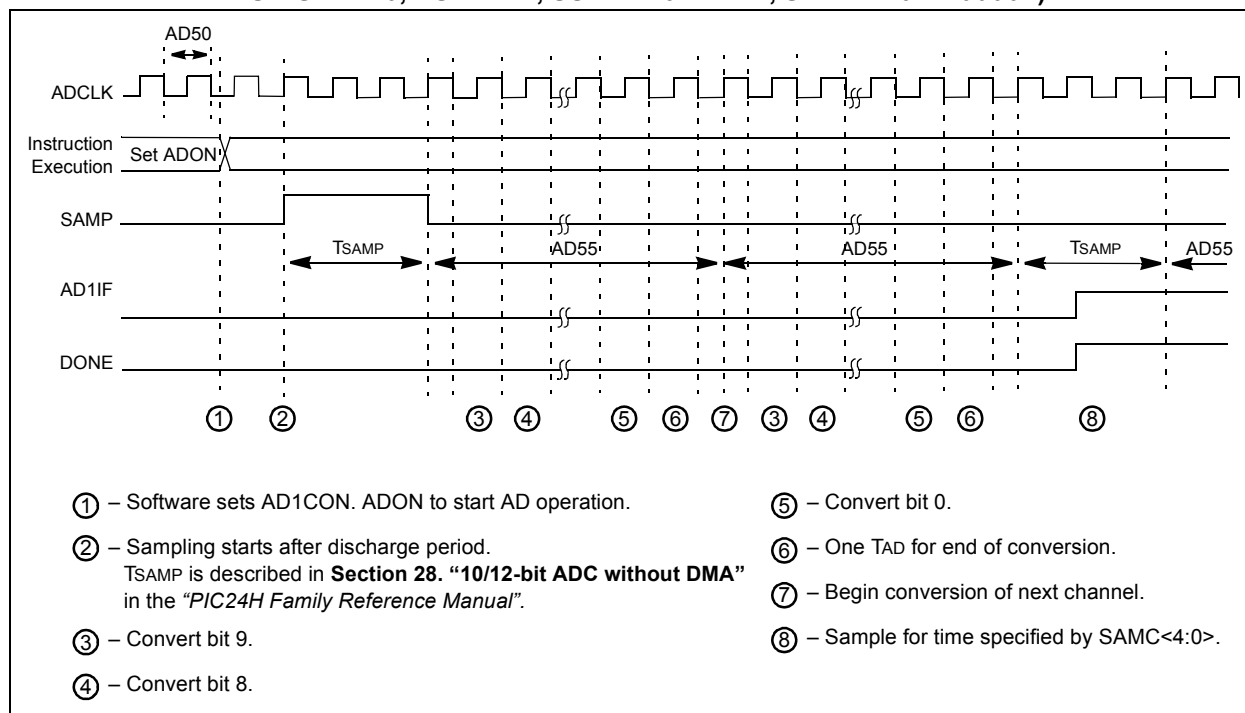 AD50
ADCLK
Instruction
Execution
Set ADON
SAMP
TSAMP
AD55
AD55
TSAMP
AD55
AD1IF
DONE
1 2 3 4 5 6 7 3 4 5 6 8
1 – Software sets AD1CON. ADON to start AD operation.
2 – Sampling starts after discharge period.
TSAMP is described in Section 28. “10/12-bit ADC without DMA”
in the “PIC24H Family Reference Manual”.
3 – Convert bit 9.
4 – Convert bit 8.
5 – Convert bit 0.
6 – One TAD for end of conversion.
7 – Begin conversion of next channel.
8 – Sample for time specified by SAMC<4:0>.